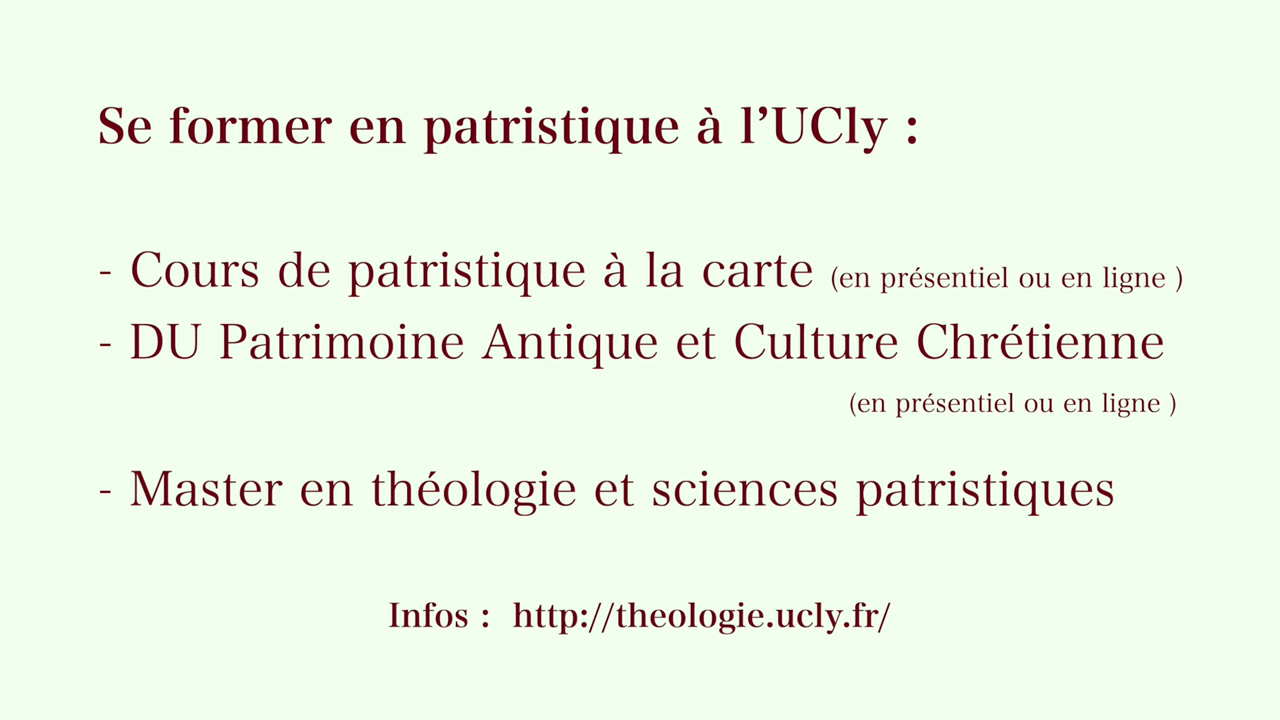 Se former en patristique à l’UCly :
- Cours de patristique à la carte (en présentiel ou en ligne )
- DU Patrimoine Antique et Culture Chrétienne
(en présentiel ou en ligne )
- Master en théologie et sciences patristiques
Infos : http://theologie.ucly.fr/